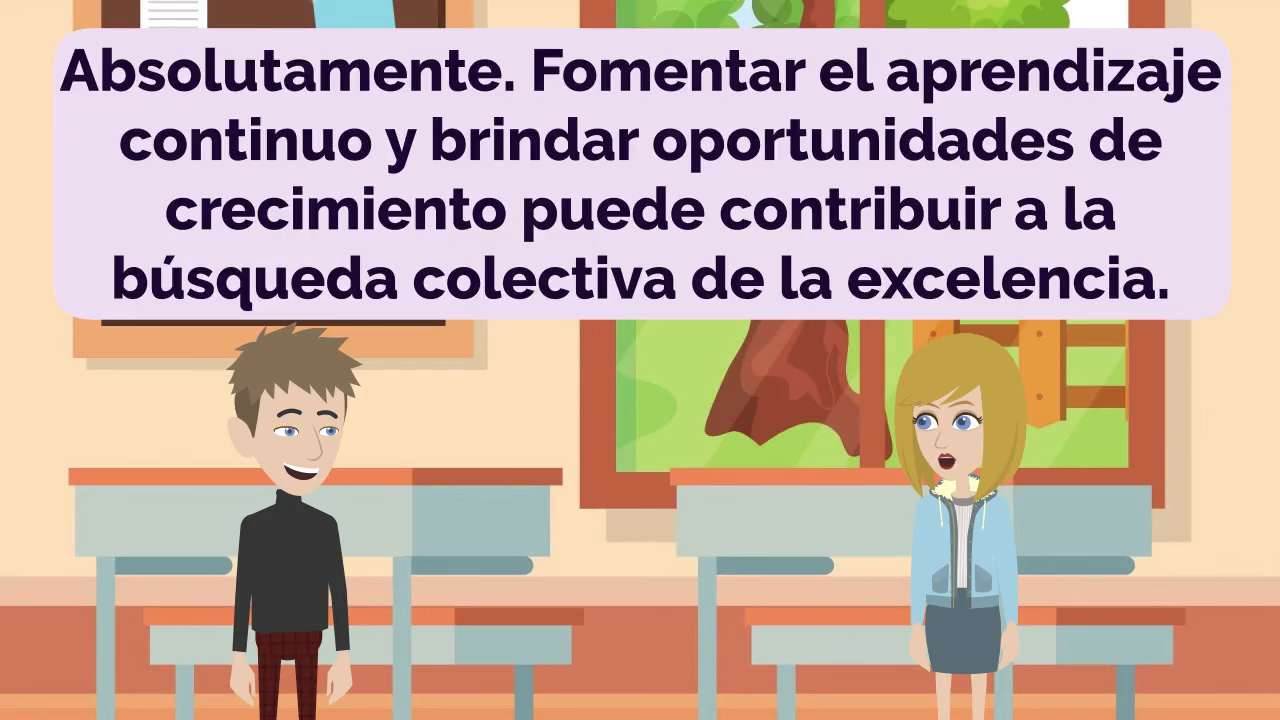 Absolutamente. Fomentar el aprendizaje
continuo y brindar oportunidades de
crecimiento puede contribuir a la
búsqueda colectiva de la excelencia.